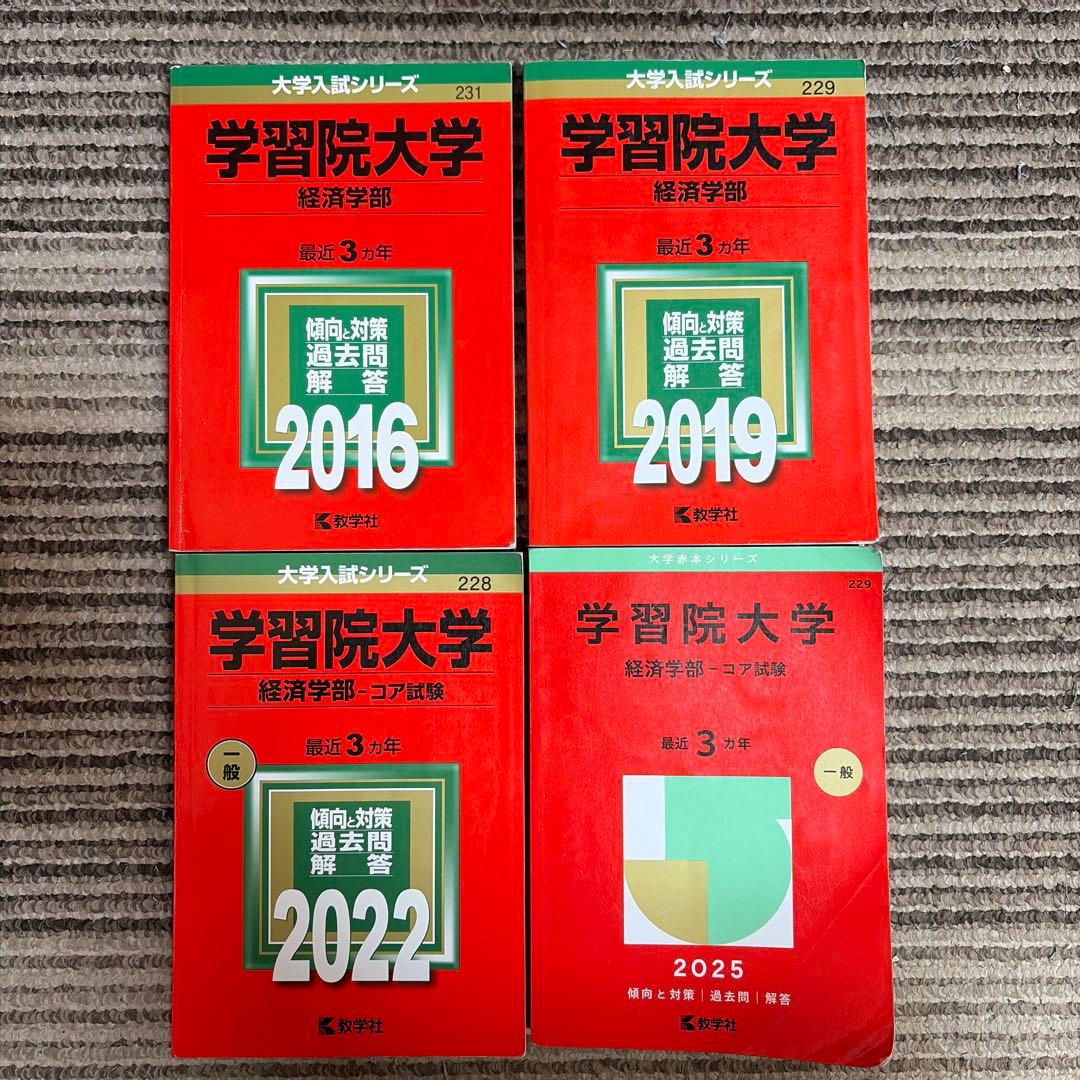 大学入試シリーズ
231
学習院大学
経済学部
最近3ヵ年
傾向と対策
過去問
解答
2016
教学社
大学入試シリーズ
229
学習院大学
経済学部
最近3ヵ年
傾向と対策
過去問
解答
2019
教学社
大学入試シリーズ
228
学習院大学
経済学部-コア試験
最近3ヵ年
一般
傾向と対策
過去問
解答
2022
教学社
大学赤本シリーズ
229
学習院大学
経済学部-コア試験
最近3ヵ年
一般
2025
傾向と対策|過去問|解答
教学社